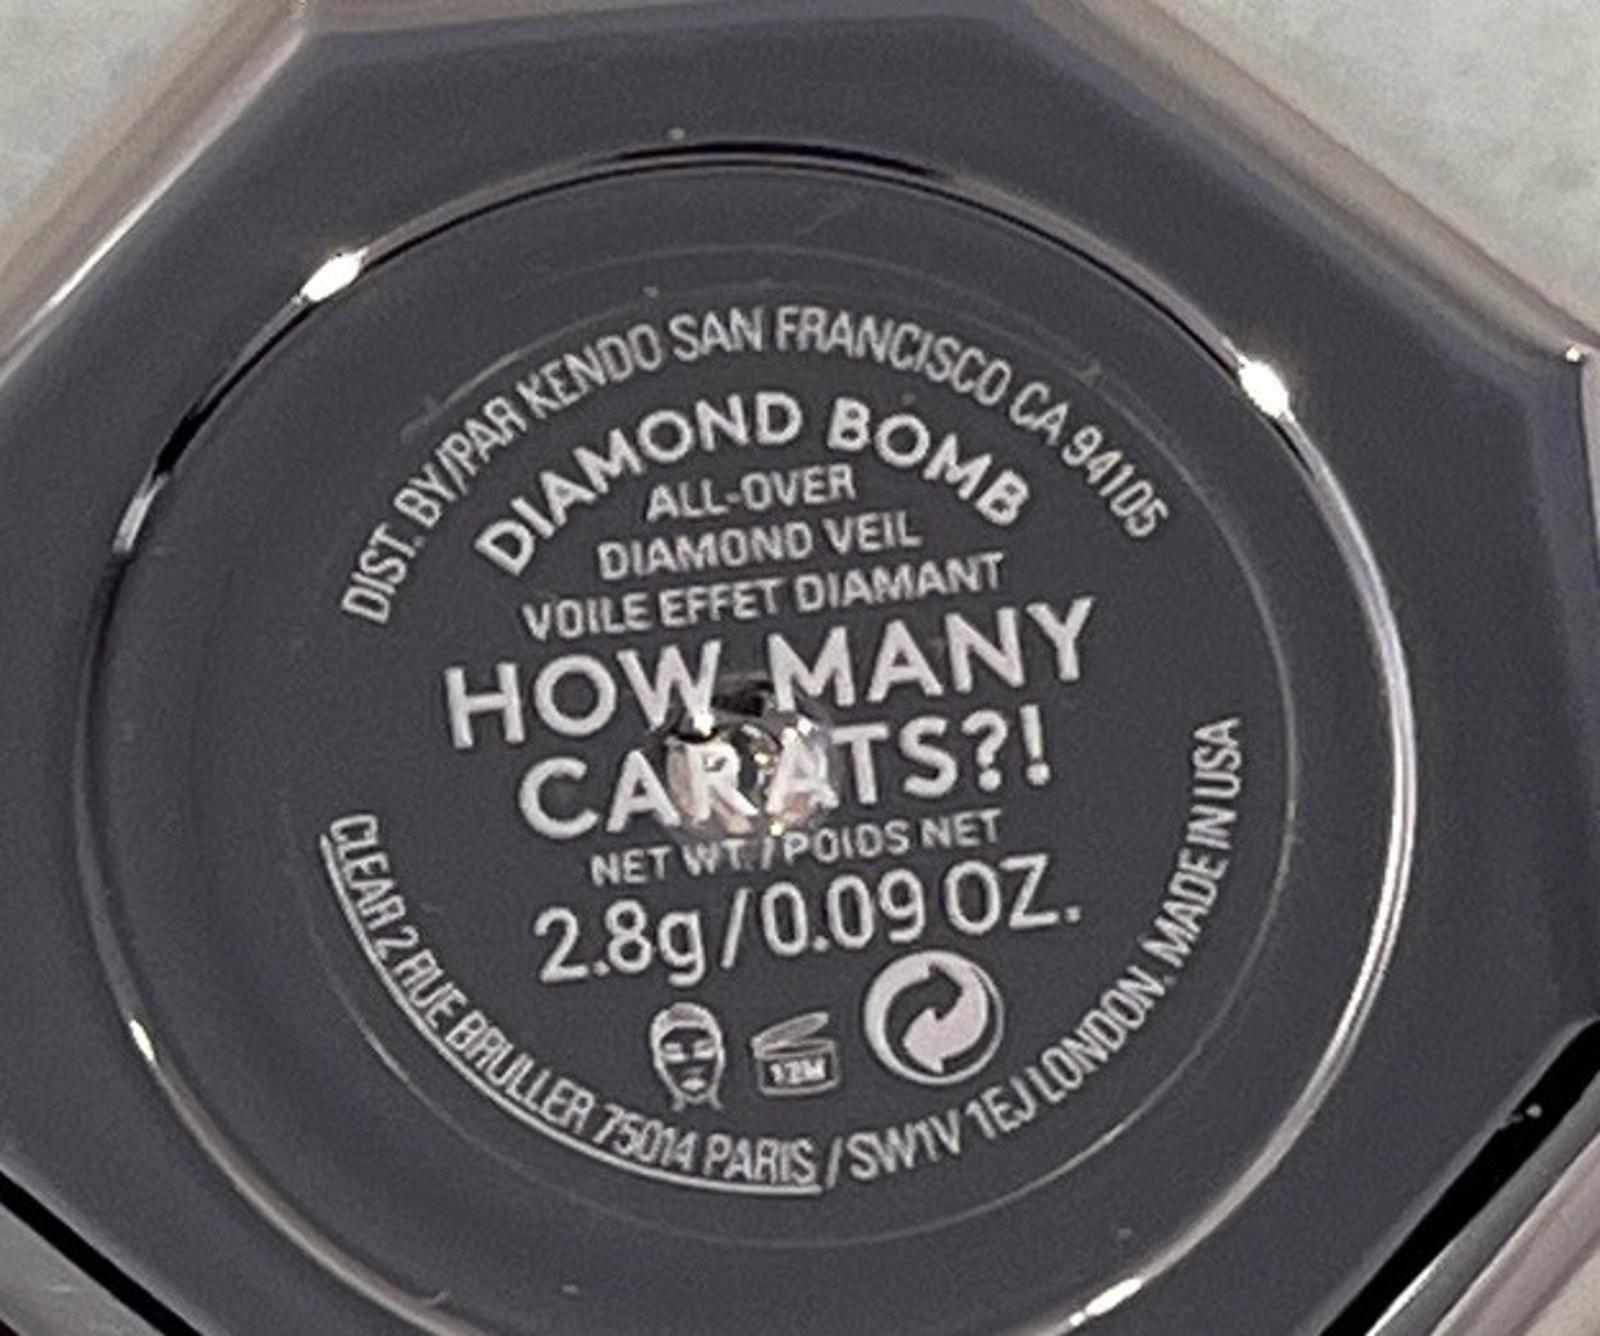 DIST. BY/PAR KENDO SAN FRANCISCO CA 94105
DIAMOND BOMB
ALL-OVER
DIAMOND VEIL
VOILE EFFET DIAMANT
HOW MANY
CARATS?!
NET WT./POIDS NET
2.8g/0.09 OZ.
12M
CLEAR 2 RUE BRULLER 75014 PARIS / SW1V 1EJ LONDON. MADE IN USA